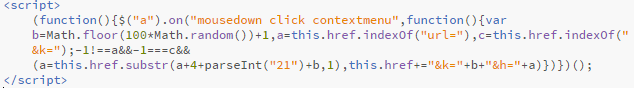 <script>
(function(){$("a").on("mousedown click contextmenu",function(){var
b=Math.floor(100*Math.random())+1,a=this.href.indexOf("url="),c=this.href.indexOf("
&k=");-1!==a&&-1===c&&
(a=this.href.substr(a+4+parseInt("21")+b,1),this.href+="&k="+b+"&h="+a)})})();
</script>